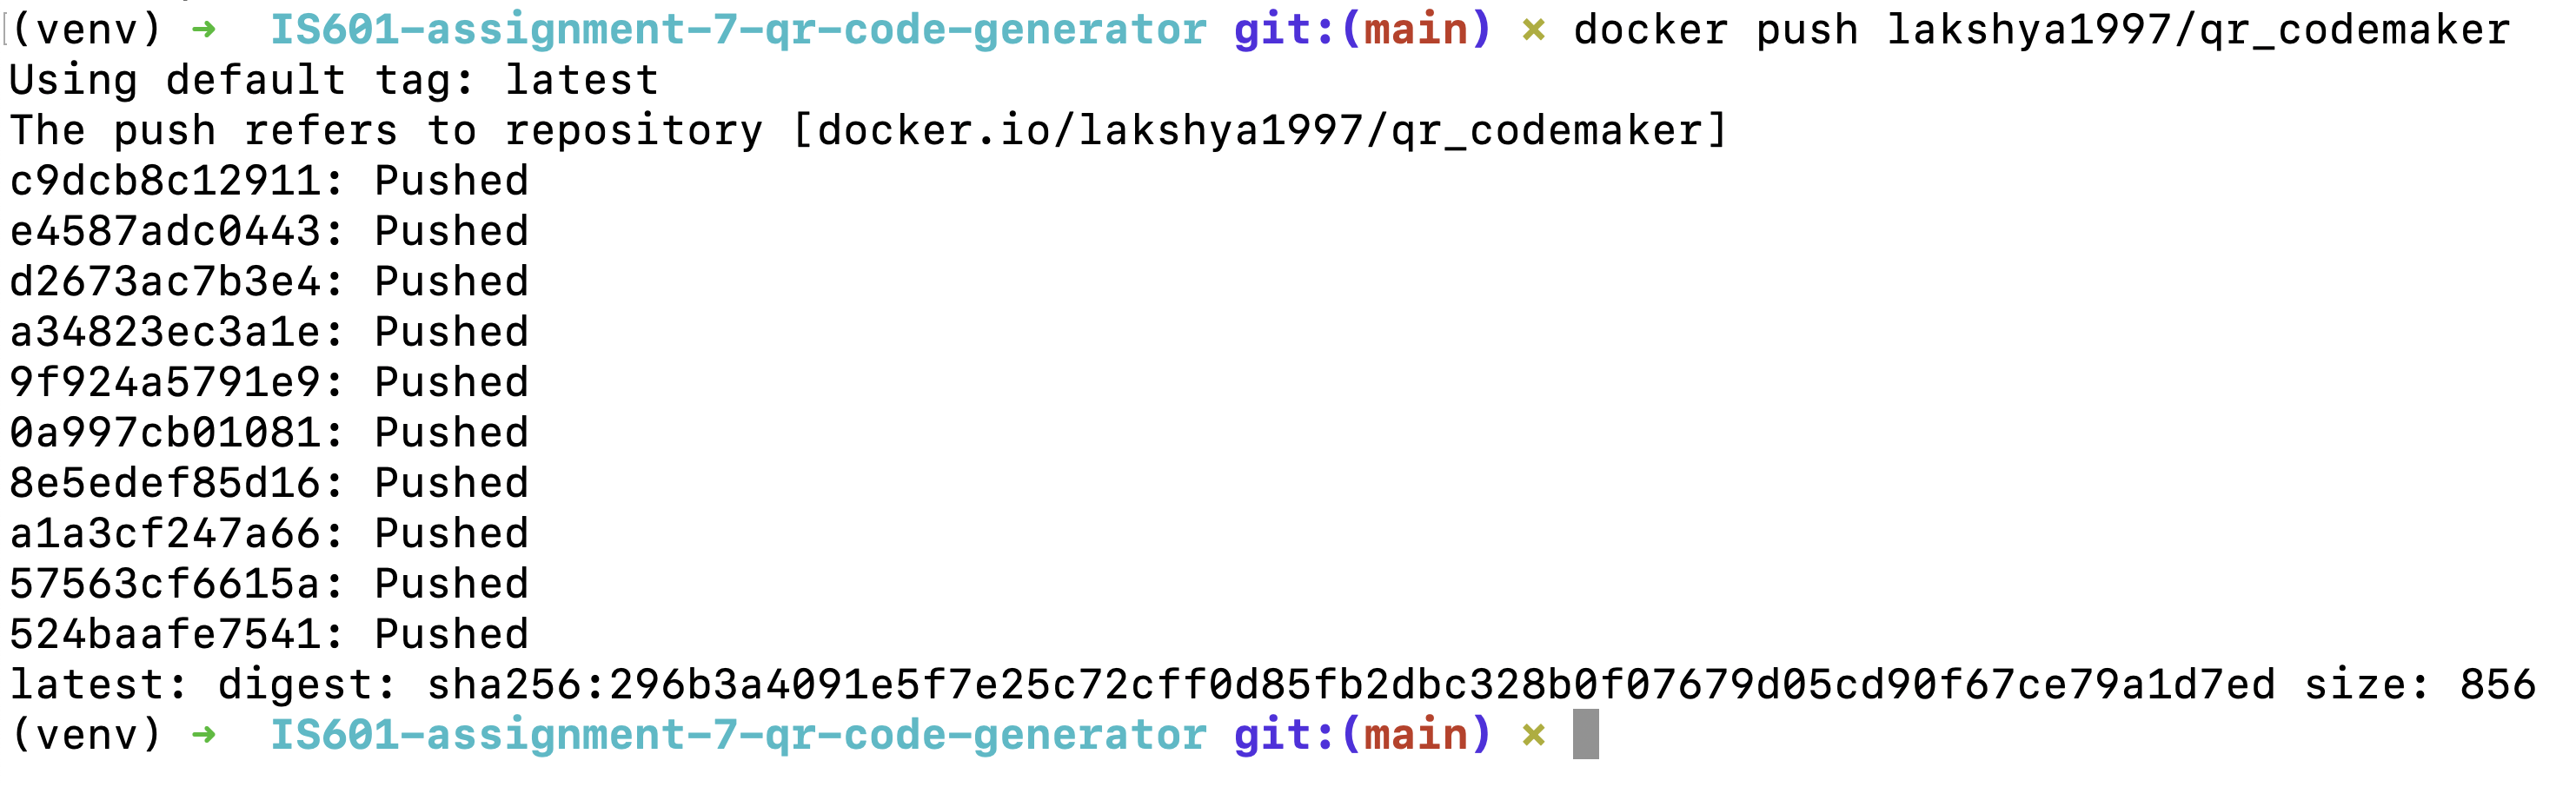 (venv) ➜  IS601-assignment-7-qr-code-generator git:(main) × docker push lakshya1997/qr_codemaker
Using default tag: latest
The push refers to repository [docker.io/lakshya1997/qr_codemaker]
c9dcb8c12911: Pushed
e4587adc0443: Pushed
d2673ac7b3e4: Pushed
a34823ec3a1e: Pushed
9f924a5791e9: Pushed
0a997cb01081: Pushed
8e5edef85d16: Pushed
a1a3cf247a66: Pushed
57563cf6615a: Pushed
524baafe7541: Pushed
latest: digest: sha256:296b3a4091e5f7e25c72cff0d85fb2dbc328b0f07679d05cd90f67ce79a1d7ed size: 856
(venv) ➜  IS601-assignment-7-qr-code-generator git:(main) ×